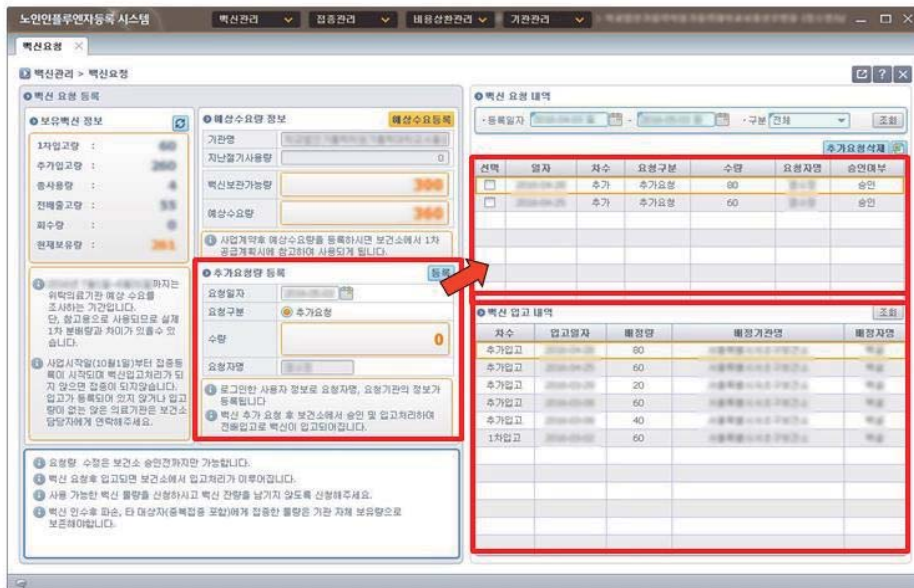 노인인플루엔자등록 시스템
백신관리 접종관리 비용상환관리 기관관리
백신요청
백신관리 > 백신요청
백신 요청 등록
보유백신 정보
1차입고량 : 60
추가입고량 : 260
총사용량 : 4
전배출고량 : 55
회수량 : 0
현재보유량 : 261
까지는
위탁의료기관 예상 수요를
조사하는 기간입니다.
단, 참고용으로 사용되므로 실제
1차 분배량과 차이가 있을수 있
습니다.
사업시작일(10월1일)부터 접종등
록이 시작되며 백신입고처리가 되
지 않으면 접종이 되지않습니다.
입고가 등록되어 있지 않거나 입고
량이 없는 않은 의료기관은 보건소
담당자에게 연락해주세요.
예상수요량 정보 예상수요등록
기관명
지난절기사용량 0
백신보관가능량 300
예상수요량 360
사업계약후 예상수요량을 등록하시면 보건소에서 1차
공급계획시에 참고하여 사용되게 됩니다.
추가요청량 등록 등록
요청일자
요청구분 추가요청
수량 0
요청자명
로그인한 사용자 정보로 요청자명, 요청기관의 정보가
등록됩니다
백신 추가 요청 후 보건소에서 승인 및 입고처리하여
전배입고로 백신이 입고되어집니다.
요청량 수정은 보건소 승인전까지만 가능합니다.
백신 요청후 입고되면 보건소에서 입고처리가 이루어집니다.
사용 가능한 백신 물량을 신청하시고 백신 잔량을 남기지 않도록 신청해주세요.
백신 인수후 파손, 타 대상자(중복접종 포함)에게 접종한 물량은 기관 자체 보유량으로
보존해야합니다.
백신 요청 내역
등록일자 - 구분 전체 조회
추가요청삭제
선택 일자 차수 요청구분 수량 요청자명 승인여부
추가 추가요청 80 승인
추가 추가요청 60 승인
백신 입고 내역 조회
차수 입고일자 배정량 배정기관명 배정자명
추가입고 80
추가입고 60
추가입고 20
추가입고 60
추가입고 40
1차입고 60